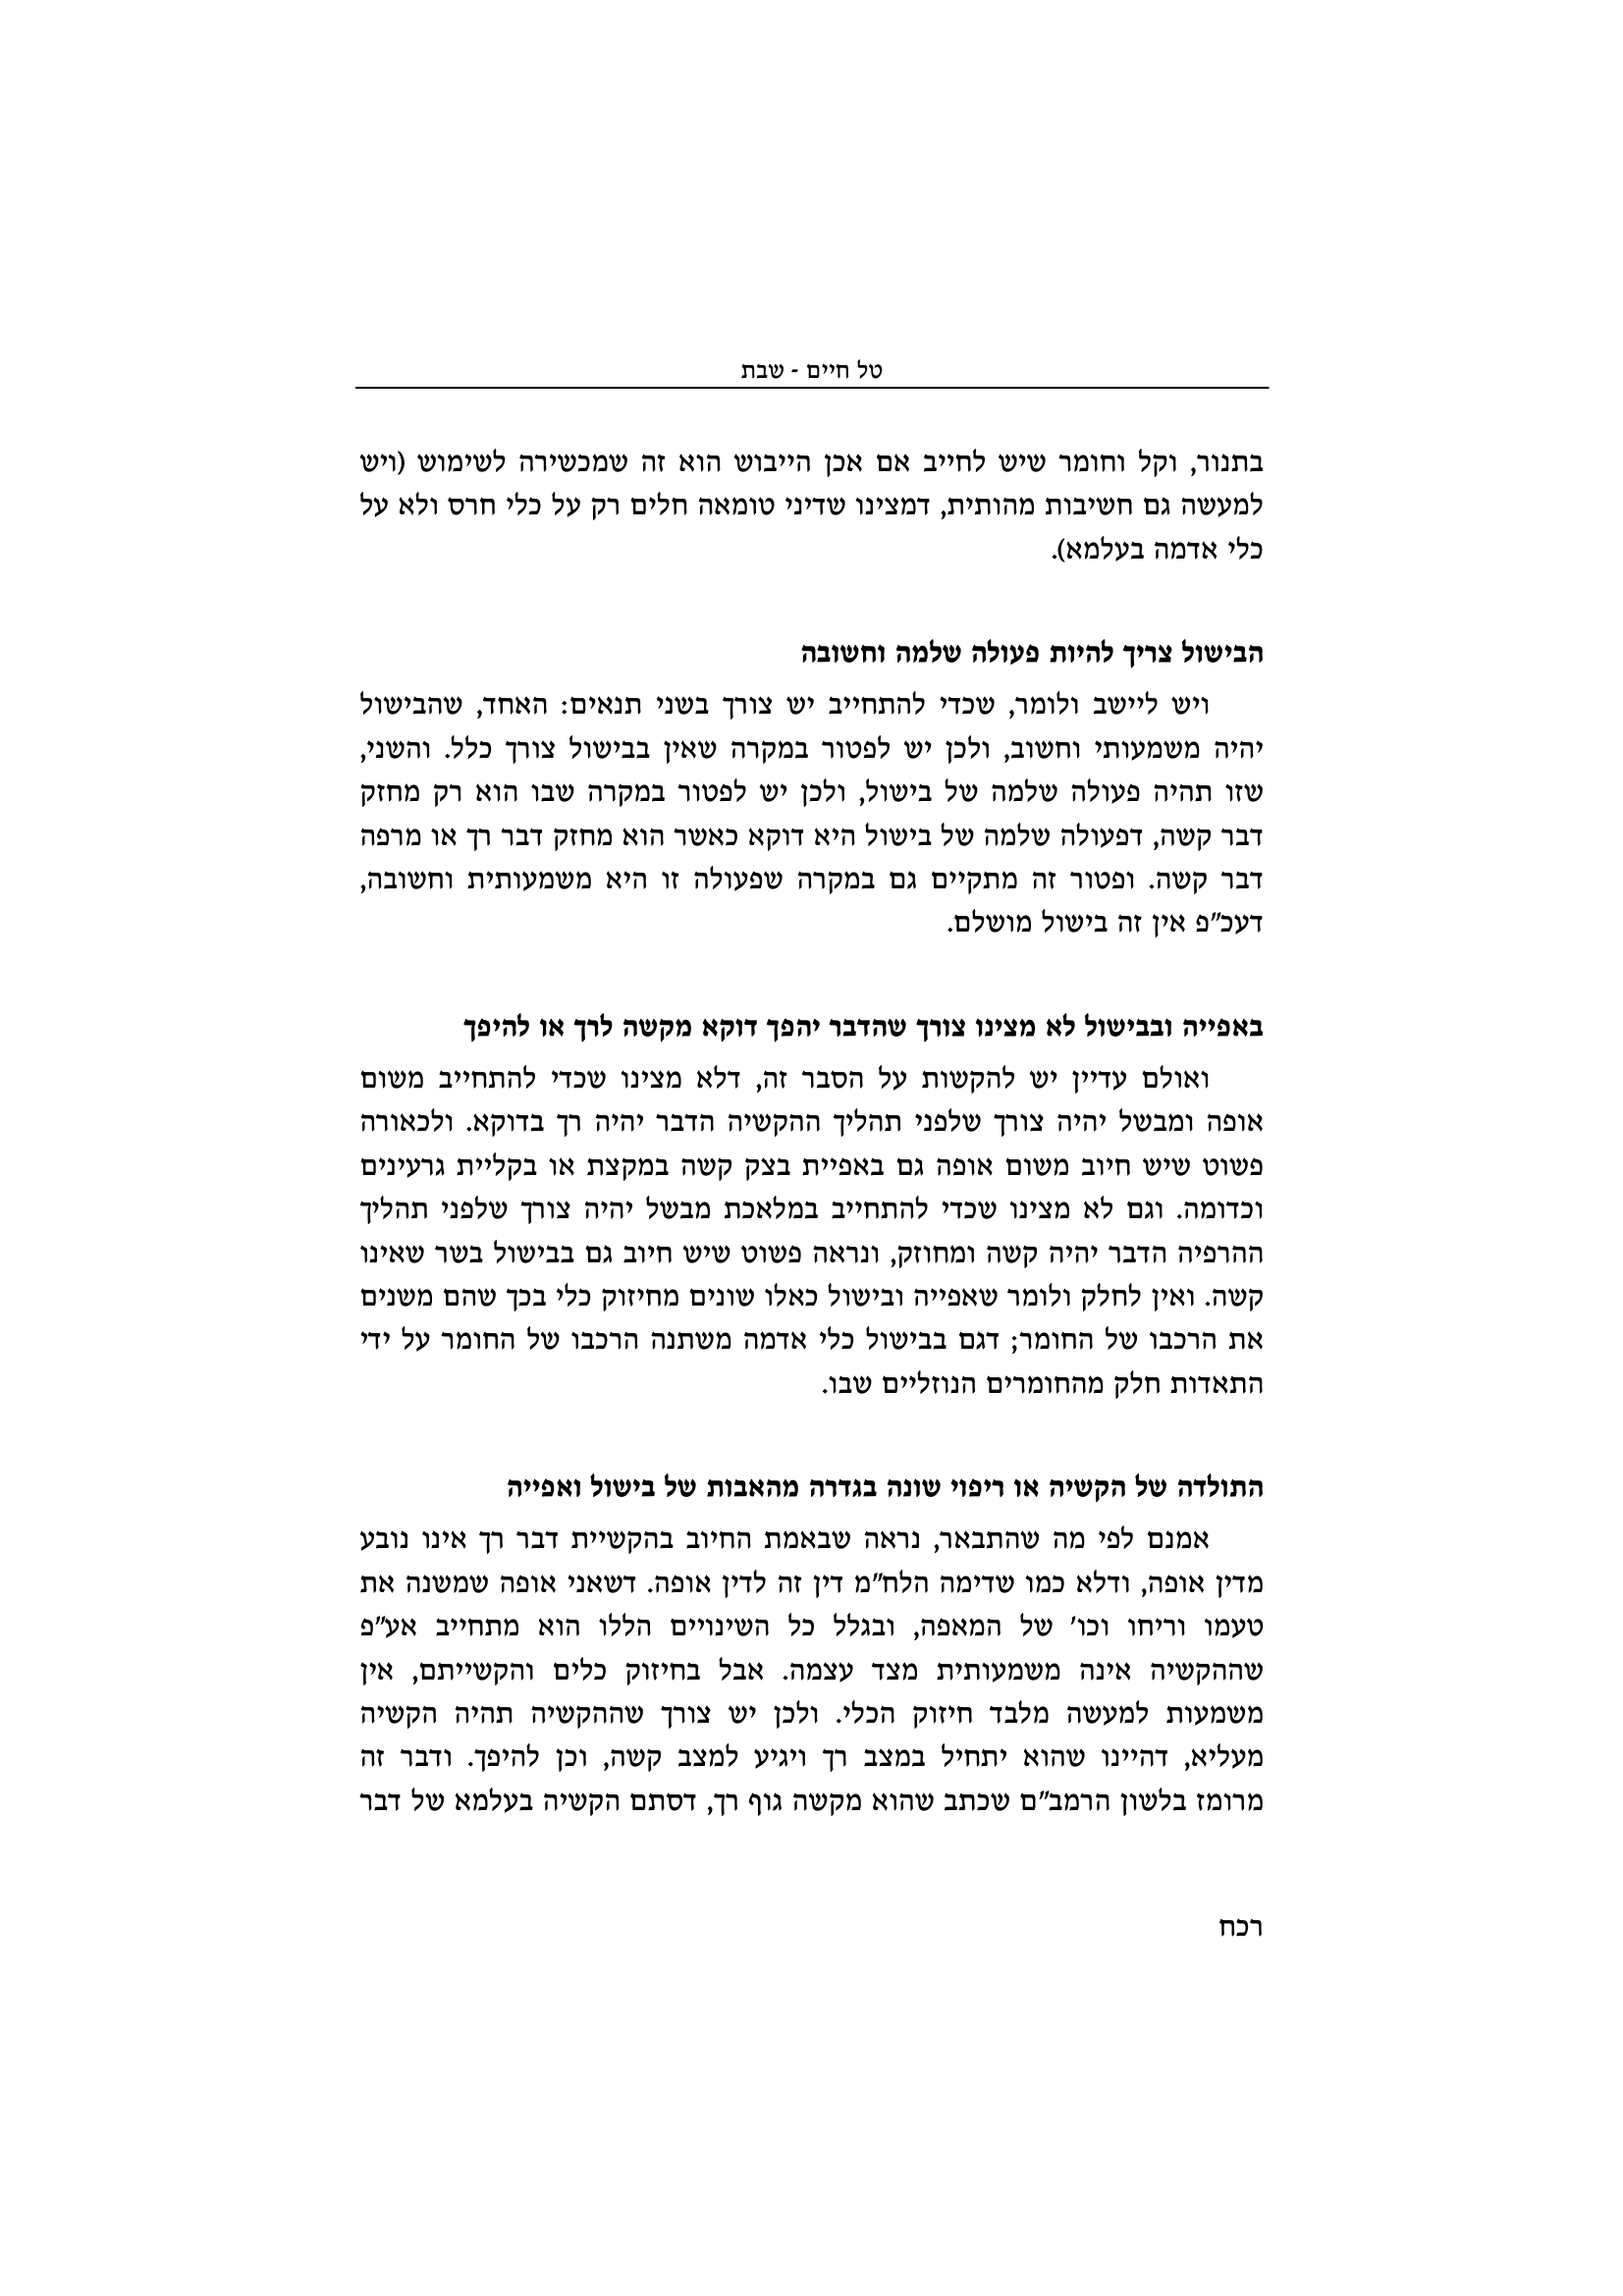 טל חיים - שבת
בתנור, וקל וחומר שיש לחייב אם אכן הייבוש הוא זה שמכשירה לשימוש (ויש
למעשה גם חשיבות מהותית, דמצינו שדיני טומאה חלים רק על כלי חרס ולא על
כלי אדמה בעלמא).
הבישול צריך להיות פעולה שלמה וחשובה
ויש ליישב ולומר, שכדי להתחייב יש צורך בשני תנאים: האחד, שהבישול
יהיה משמעותי וחשוב, ולכן יש לפטור במקרה שאין בבישול צורך כלל. והשני,
שזו תהיה פעולה שלמה של בישול, ולכן יש לפטור במקרה שבו הוא רק מחזק
דבר קשה, דפעולה שלמה של בישול היא דוקא כאשר הוא מחזק דבר רך או מרפה
דבר קשה. ופטור זה מתקיים גם במקרה שפעולה זו היא משמעותית וחשובה,
דעכ"פ אין זה בישול מושלם.
באפייה ובבישול לא מצינו צורך שהדבר יהפך דוקא מקשה לרך או להיפך
ואולם עדיין יש להקשות על הסבר זה, דלא מצינו שכדי להתחייב משום
אופה ומבשל יהיה צורך שלפני תהליך ההקשיה הדבר יהיה רך בדוקא. ולכאורה
פשוט שיש חיוב משום אופה גם באפיית בצק קשה במקצת או בקליית גרעינים
וכדומה. וגם לא מצינו שכדי להתחייב במלאכת מבשל יהיה צורך שלפני תהליך
ההרפיה הדבר יהיה קשה ומחוזק, ונראה פשוט שיש חיוב גם בבישול בשר שאינו
קשה. ואין לחלק ולומר שאפייה ובישול כאלו שונים מחיזוק כלי בכך שהם משנים
את הרכבו של החומר; דגם בבישול כלי אדמה משתנה הרכבו של החומר על ידי
התאדות חלק מהחומרים הנוזליים שבו.
התולדה של הקשיה או ריפוי שונה בגדרה מהאבות של בישול ואפייה
אמנם לפי מה שהתבאר, נראה שבאמת החיוב בהקשיית דבר רך אינו נובע
מדין אופה, ודלא כמו שדימה הלח"מ דין זה לדין אופה. דשאני אופה שמשנה את
טעמו וריחו וכו' של המאפה, ובגלל כל השינויים הללו הוא מתחייב אע"פ
שההקשיה אינה משמעותית מצד עצמה. אבל בחיזוק כלים והקשייתם, אין
משמעות למעשה מלבד חיזוק הכלי. ולכן יש צורך שההקשיה תהיה הקשיה
מעליא, דהיינו שהוא יתחיל במצב רך ויגיע למצב קשה, וכן להיפך. ודבר זה
מרומז בלשון הרמב"ם שכתב שהוא מקשה גוף רך, דסתם הקשיה בעלמא של דבר
רכח